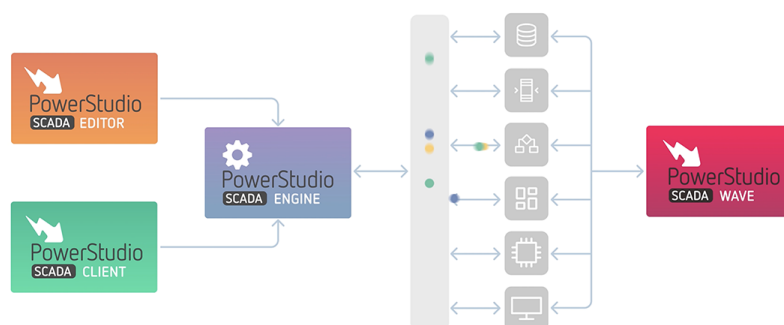 PowerStudio
SCADA EDITOR
PowerStudio
SCADA ENGINE
PowerStudio
SCADA CLIENT
PowerStudio
SCADA WAVE